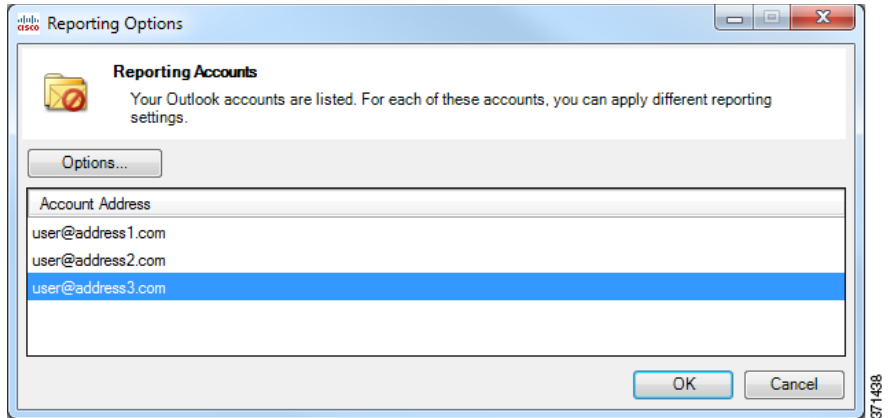 cisco Reporting Options
Reporting Accounts
Your Outlook accounts are listed. For each of these accounts, you can apply different reporting
settings.
Options...
Account Address
user@address1.com
user@address2.com
user@address3.com
OK Cancel
371438